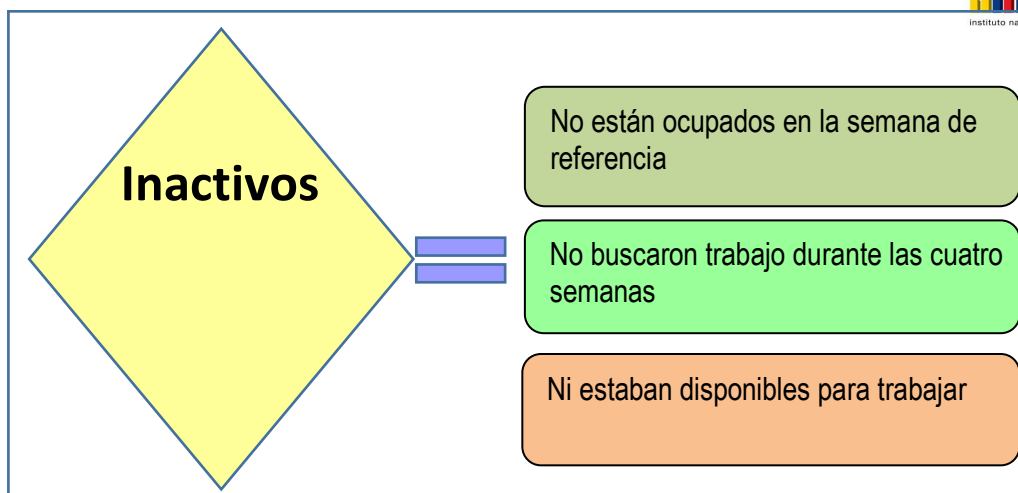 instituto na
Inactivos
No están ocupados en la semana de
referencia
No buscaron trabajo durante las cuatro
semanas
Ni estaban disponibles para trabajar